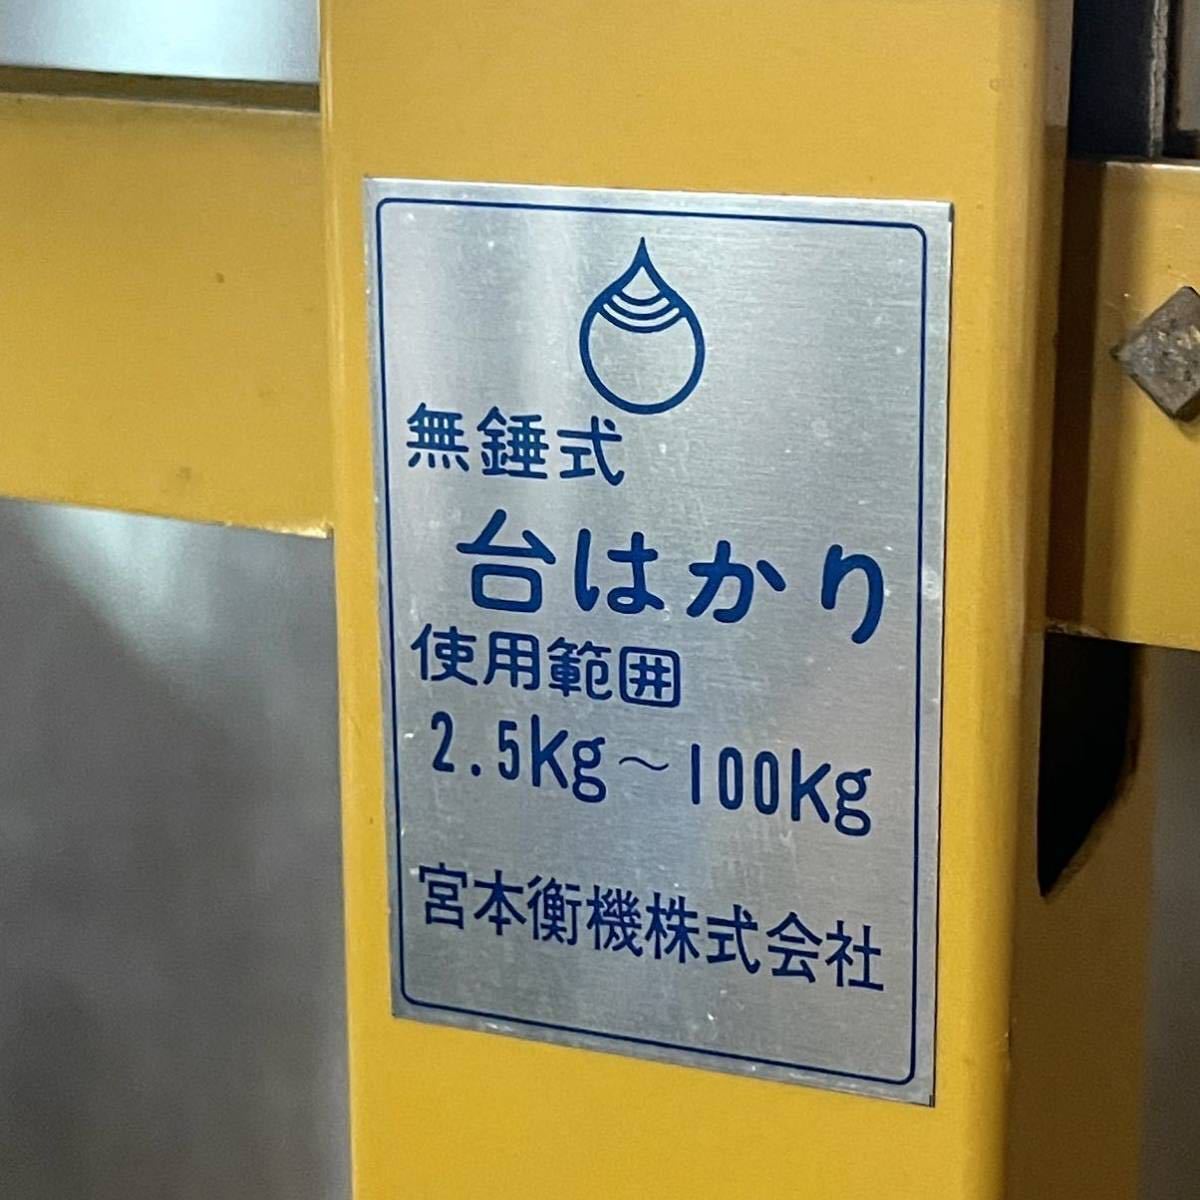 無錘式
台はかり
使用範囲
2.5Kg～100Kg
宮本衡機株式会社